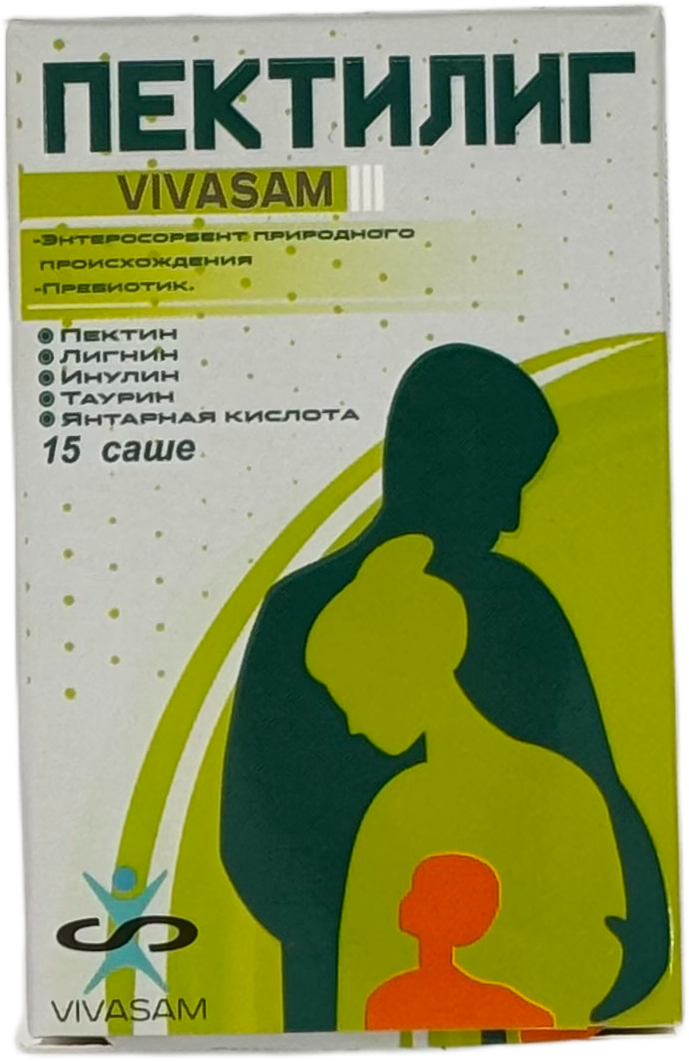 ПЕКТИЛИГ
VIVASAM
-Энтеросорбент природного
происхождения
-Пребиотик.
Пектин
Лигнин
Инулин
Таурин
Янтарная кислота
15 саше
VIVASAM